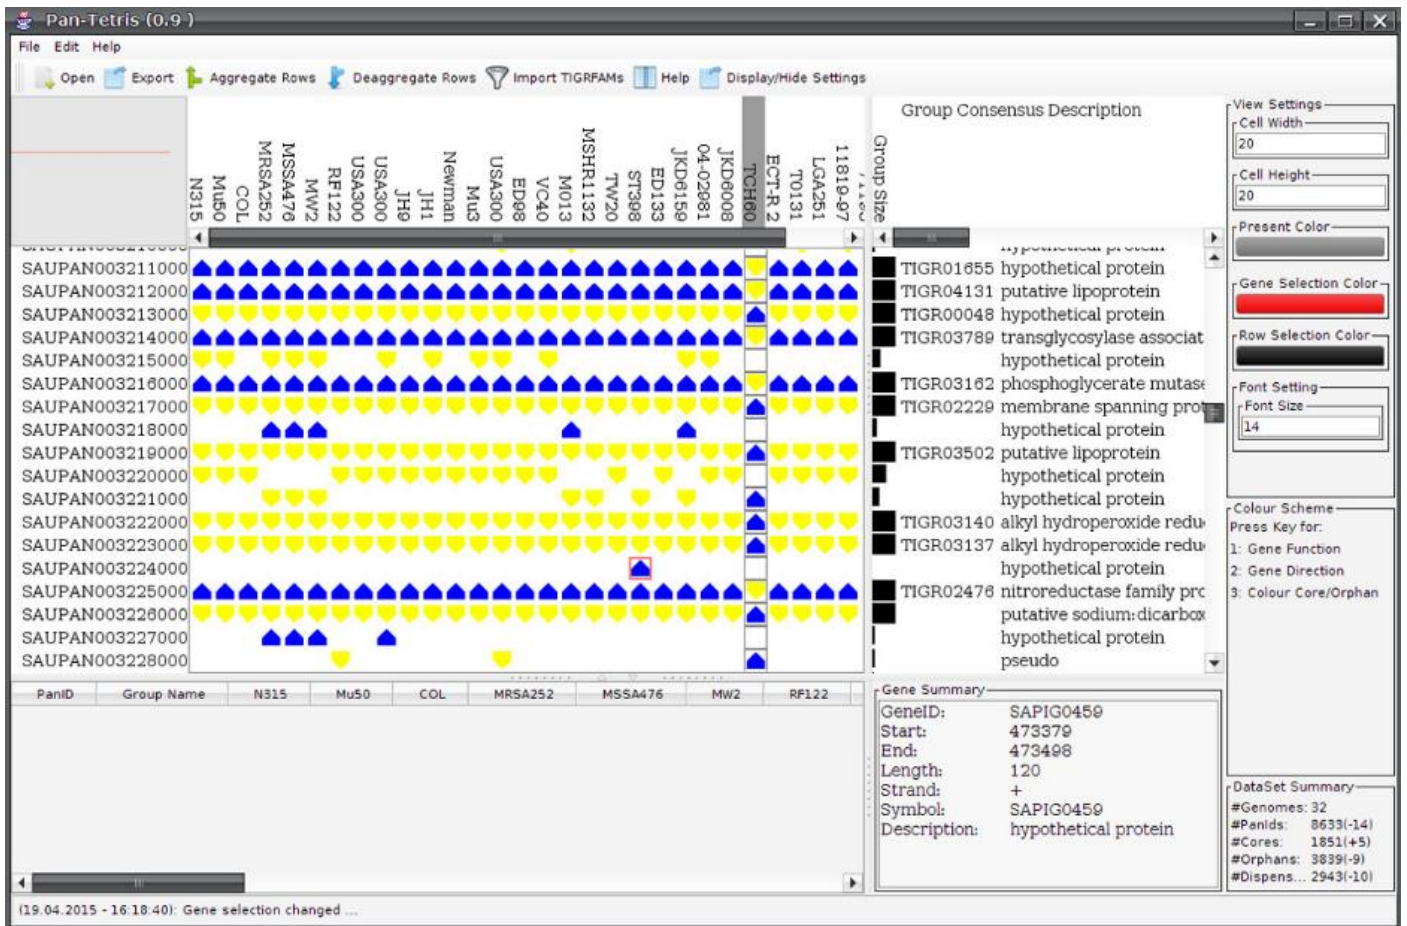 Pan-Tetris (0.9 )
File Edit Help
Open Export Aggregate Rows Deaggregate Rows Import TIGRFAMs Help Display/Hide Settings
N315
Mu50
COL
MRSA252
MSSA476
MW2
RF122
USA300
USA300
JH9
JH1
Newman
Mu3
USA300
ED98
VC40
M013
MSHR1132
TW20
ST398
ED133
JKD6159
04-02981
JKD6008
TCH60
ECT-R 2
T0131
LGA251
11819-97
Group Size
Group Consensus Description
SAUPAN003211000 TIGR01655 hypothetical protein
SAUPAN003212000 TIGR04131 putative lipoprotein
SAUPAN003213000 TIGR00048 hypothetical protein
SAUPAN003214000 TIGR03789 transglycosylase associat
SAUPAN003215000 hypothetical protein
SAUPAN003216000 TIGR03162 phosphoglycerate mutase
SAUPAN003217000 TIGR02229 membrane spanning prot
SAUPAN003218000 hypothetical protein
SAUPAN003219000 TIGR03502 putative lipoprotein
SAUPAN003220000 hypothetical protein
SAUPAN003221000 hypothetical protein
SAUPAN003222000 TIGR03140 alkyl hydroperoxide redu
SAUPAN003223000 TIGR03137 alkyl hydroperoxide redu
SAUPAN003224000 hypothetical protein
SAUPAN003225000 TIGR02476 nitroreductase family pro
SAUPAN003226000 putative sodium:dicarbox
SAUPAN003227000 hypothetical protein
SAUPAN003228000 pseudo
View Settings
Cell Width
20
Cell Height
20
Present Color
Gene Selection Color
Row Selection Color
Font Setting
Font Size
14
Colour Scheme
Press Key for:
1: Gene Function
2: Gene Direction
3: Colour Core/Orphan
PanID Group Name N315 Mu50 COL MRSA252 MSSA476 MW2 RF122
Gene Summary
GeneID: SAPIG0459
Start: 473379
End: 473498
Length: 120
Strand: +
Symbol: SAPIG0459
Description: hypothetical protein
DataSet Summary
#Genomes: 32
#PanIds: 8633(-14)
#Cores: 1851(+5)
#Orphans: 3839(-9)
#Dispens... 2943(-10)
(19.04.2015 - 16:18:40): Gene selection changed ...